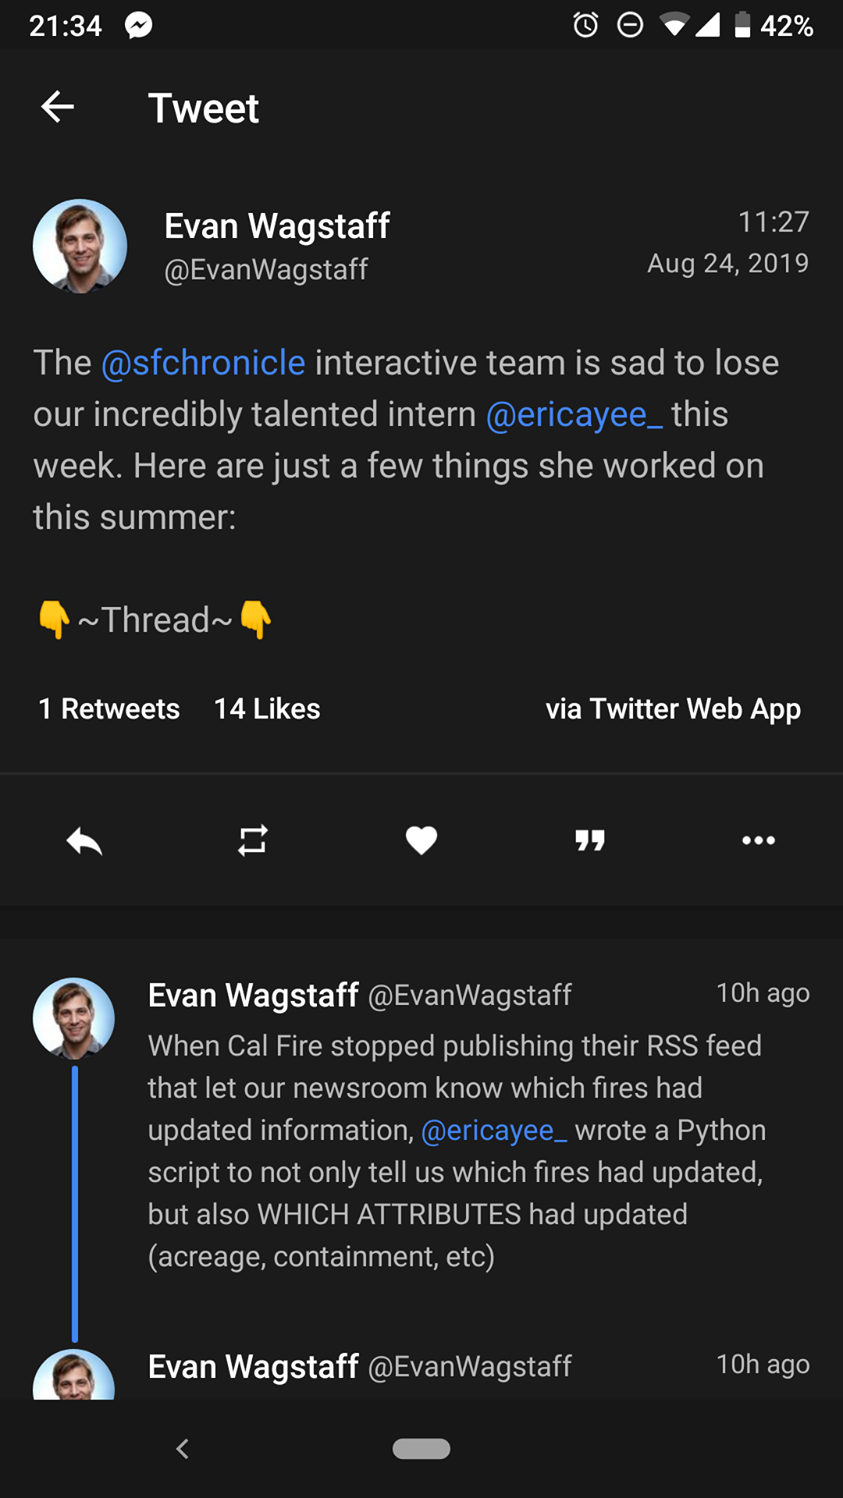 21:34 42%
Tweet
Evan Wagstaff 11:27
@EvanWagstaff Aug 24, 2019
The @sfchronicle interactive team is sad to lose
our incredibly talented intern @ericayee_ this
week. Here are just a few things she worked on
this summer:
👇~Thread~👇
1 Retweets 14 Likes via Twitter Web App
Evan Wagstaff @EvanWagstaff 10h ago
When Cal Fire stopped publishing their RSS feed
that let our newsroom know which fires had
updated information, @ericayee_ wrote a Python
script to not only tell us which fires had updated,
but also WHICH ATTRIBUTES had updated
(acreage, containment, etc)
Evan Wagstaff @EvanWagstaff 10h ago